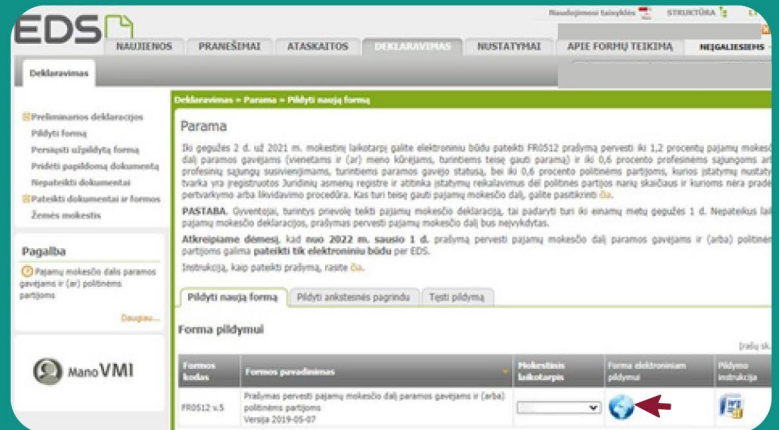 Naudojimosi taisyklės STRUKTŪRA
EDS
NAUJIENOS PRANEŠIMAI ATASKAITOS DEKLARAVIMAS NUSTATYMAI APIE FORMŲ TEIKIMĄ NEĮGALIESIEMS
Deklaravimas
Preliminarios deklaracijos
Pildyti formą
Persiųsti užpildytą formą
Pridėti papildomą dokumentą
Nepateikti dokumentai
Pateikti dokumentai ir formos
Žemės mokestis
Pagalba
Pajamų mokesčio dalis paramos
gavėjams ir (ar) politinėms
partijoms
Daugiau...
Mano VMI
Deklaravimas » Parama » Pildyti naują formą
Parama
Iki gegužės 2 d. už 2021 m. mokestinį laikotarpį galite elektroniniu būdu pateikti FR0512 prašymą pervesti iki 1,2 procentų pajamų mokesč
dalį paramos gavėjams (vienetams ir (ar) meno kūrėjams, turintiems teisę gauti paramą) ir iki 0,6 procento profesinėms sąjungoms ar
profesinių sąjungų susivienijimams, turintiems paramos gavėjo statusą, bei iki 0,6 procento politinėms partijoms, kurios įstatymų nustaty
tvarka yra įregistruotos Juridinių asmenų registre ir atitinka įstatymų reikalavimus dėl politinės partijos narių skaičiaus ir kurioms nėra pradė
pertvarkymo arba likvidavimo procedūra. Kas turi teisę gauti pajamų mokesčio dalį, galite pasitikrinti čia.
PASTABA. Gyventojai, turintys prievolę teikti pajamų mokesčio deklaraciją, tai padaryti turi iki einamų metų gegužės 1 d. Nepateikus lai
pajamų mokesčio deklaracijos, prašymas pervesti pajamų mokesčio dalį bus neįvykdytas.
Atkreipiame dėmesį, kad nuo 2022 m. sausio 1 d. prašymą pervesti pajamų mokesčio dalį paramos gavėjams ir (arba) politinėm
partijoms galima pateikti tik elektroniniu būdu per EDS.
Instrukciją, kaip pateikti prašymą, rasite čia.
Pildyti naują formą Pildyti ankstesnės pagrindu Tęsti pildymą
Forma pildymui
Įrašų sk.
Formos kodas Formos pavadinimas Mokestinis laikotarpis Forma elektroniniam pildymui Pildymo instrukcija
FR0512 v.5 Prašymas pervesti pajamų mokesčio dalį paramos gavėjams ir (arba)
politinėms partijoms
Versija 2019-05-07